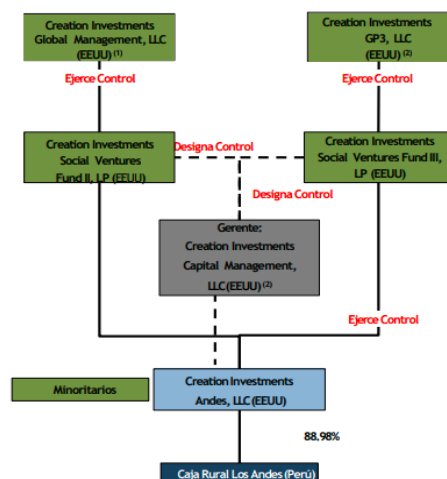 Creation Investments
Global Management, LLC
(EEUU) (1)
Creation Investments
GP3, LLC
(EEUU) (2)
Ejerce Control
Ejerce Control
Creation Investments
Social Ventures
Fund II, LP (EEUU)
Designa Control
Creation Investments
Social Ventures Fund III,
LP (EEUU)
Designa Control
Gerente:
Creation Investments
Capital Management,
LLC (EEUU) (2)
Ejerce Control
Minoritarios
Creation Investments
Andes, LLC (EEUU)
88.98%
Caja Rural Los Andes (Perú)